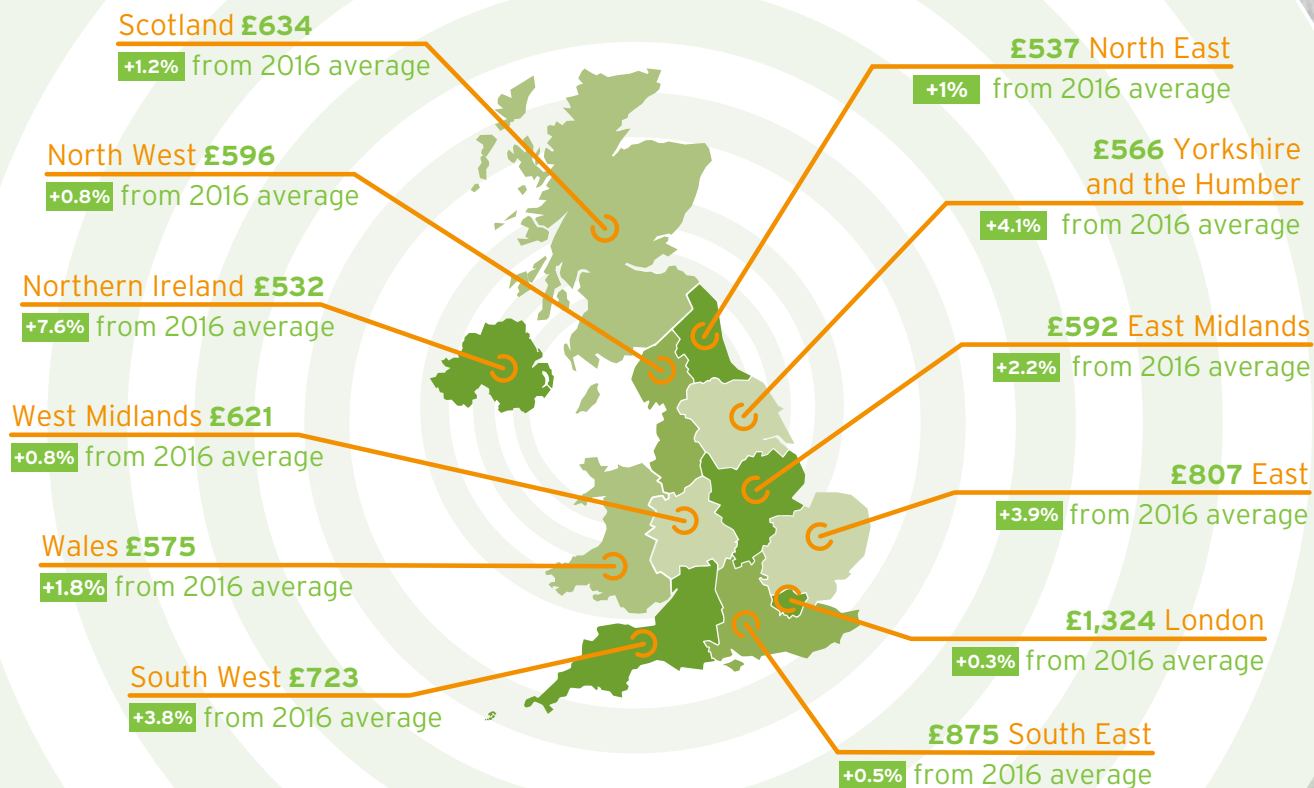 Scotland £634
+1.2% from 2016 average
North West £596
+0.8% from 2016 average
Northern Ireland £532
+7.6% from 2016 average
West Midlands £621
+0.8% from 2016 average
Wales £575
+1.8% from 2016 average
South West £723
+3.8% from 2016 average
£537 North East
+1% from 2016 average
£566 Yorkshire
and the Humber
+4.1% from 2016 average
£592 East Midlands
+2.2% from 2016 average
£807 East
+3.9% from 2016 average
£1,324 London
+0.3% from 2016 average
£875 South East
+0.5% from 2016 average